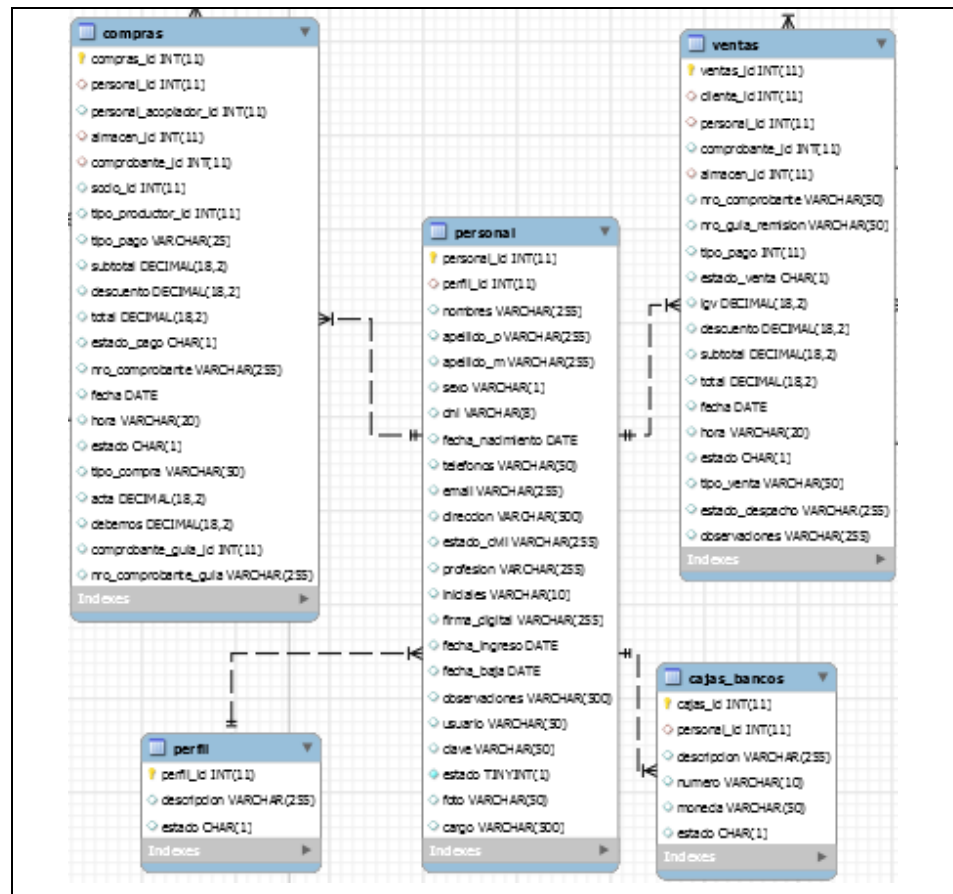 compras
compras_id INT(11)
personal_id INT(11)
personal_acopiador_id INT(11)
almacen_id INT(11)
comprobante_id INT(11)
socio_id INT(11)
tipo_productor_id INT(11)
tipo_pago VARCHAR(25)
subtotal DECIMAL(18,2)
descuento DECIMAL(18,2)
total DECIMAL(18,2)
estado_pago CHAR(1)
nro_comprobante VARCHAR(255)
fecha DATE
hora VARCHAR(20)
estado CHAR(1)
tipo_compra VARCHAR(50)
acta DECIMAL(18,2)
debemos DECIMAL(18,2)
comprobante_guia_id INT(11)
nro_comprobante_guia VARCHAR(255)
Indexes
personal
personal_id INT(11)
perfil_id INT(11)
nombres VARCHAR(255)
apellido_p VARCHAR(255)
apellido_m VARCHAR(255)
sexo VARCHAR(1)
dni VARCHAR(8)
fecha_nacimiento DATE
telefonos VARCHAR(50)
email VARCHAR(255)
direccion VARCHAR(300)
estado_civil VARCHAR(255)
profesion VARCHAR(255)
iniciales VARCHAR(10)
firma_digital VARCHAR(255)
fecha_ingreso DATE
fecha_baja DATE
observaciones VARCHAR(300)
usuario VARCHAR(50)
clave VARCHAR(50)
estado TINYINT(1)
foto VARCHAR(50)
cargo VARCHAR(300)
Indexes
ventas
ventas_id INT(11)
cliente_id INT(11)
personal_id INT(11)
comprobante_id INT(11)
almacen_id INT(11)
nro_comprobante VARCHAR(50)
nro_guia_remision VARCHAR(50)
tipo_pago INT(11)
estado_venta CHAR(1)
igv DECIMAL(18,2)
descuento DECIMAL(18,2)
subtotal DECIMAL(18,2)
total DECIMAL(18,2)
fecha DATE
hora VARCHAR(20)
estado CHAR(1)
tipo_venta VARCHAR(50)
estado_despacho VARCHAR(255)
observaciones VARCHAR(255)
Indexes
perfil
perfil_id INT(11)
descripcion VARCHAR(255)
estado CHAR(1)
Indexes
cajas_bancos
cajas_id INT(11)
personal_id INT(11)
descripcion VARCHAR(255)
numero VARCHAR(10)
moneda VARCHAR(50)
estado CHAR(1)
Indexes